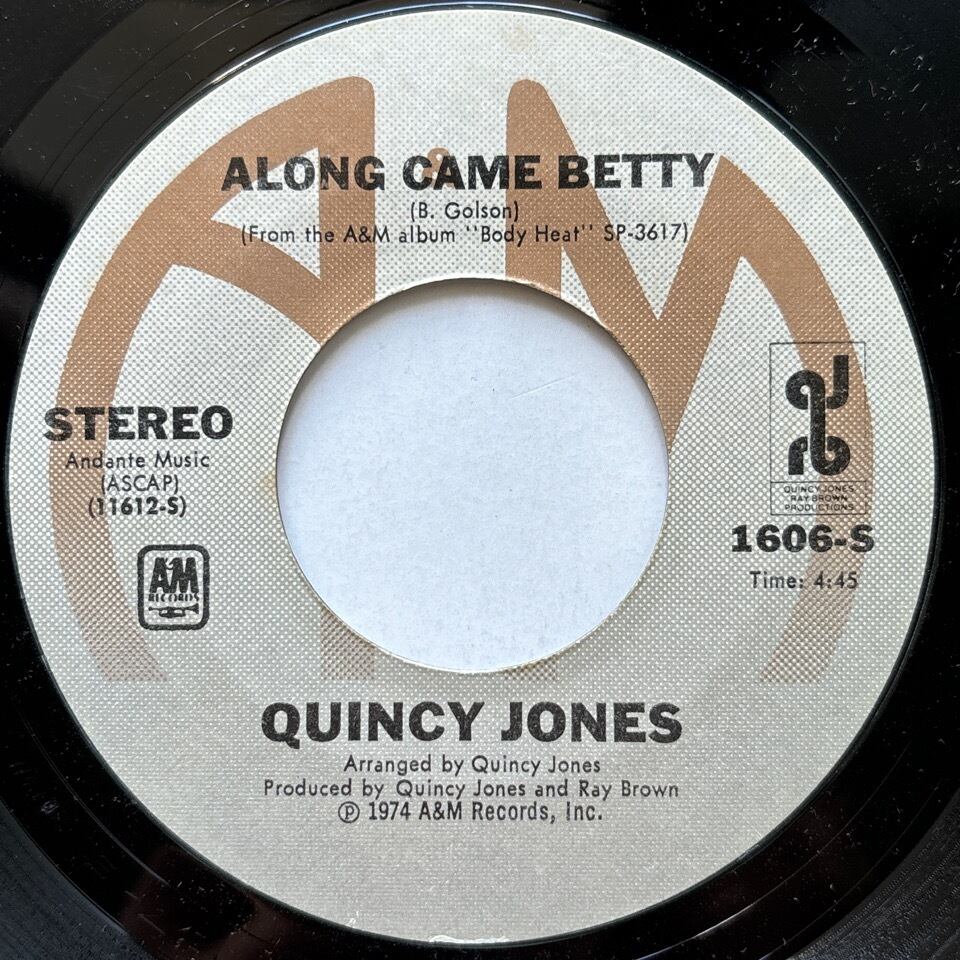 A&M
ALONG CAME BETTY
(B. Golson)
(From the A&M album "Body Heat" SP-3617)
STEREO
Andante Music
(ASCAP)
(11612-S)
A&M
RECORDS
QJ
RB
QUINCY JONES
RAY BROWN
PRODUCTIONS
1606-S
Time: 4:45
QUINCY JONES
Arranged by Quincy Jones
Produced by Quincy Jones and Ray Brown
℗ 1974 A&M Records, Inc.